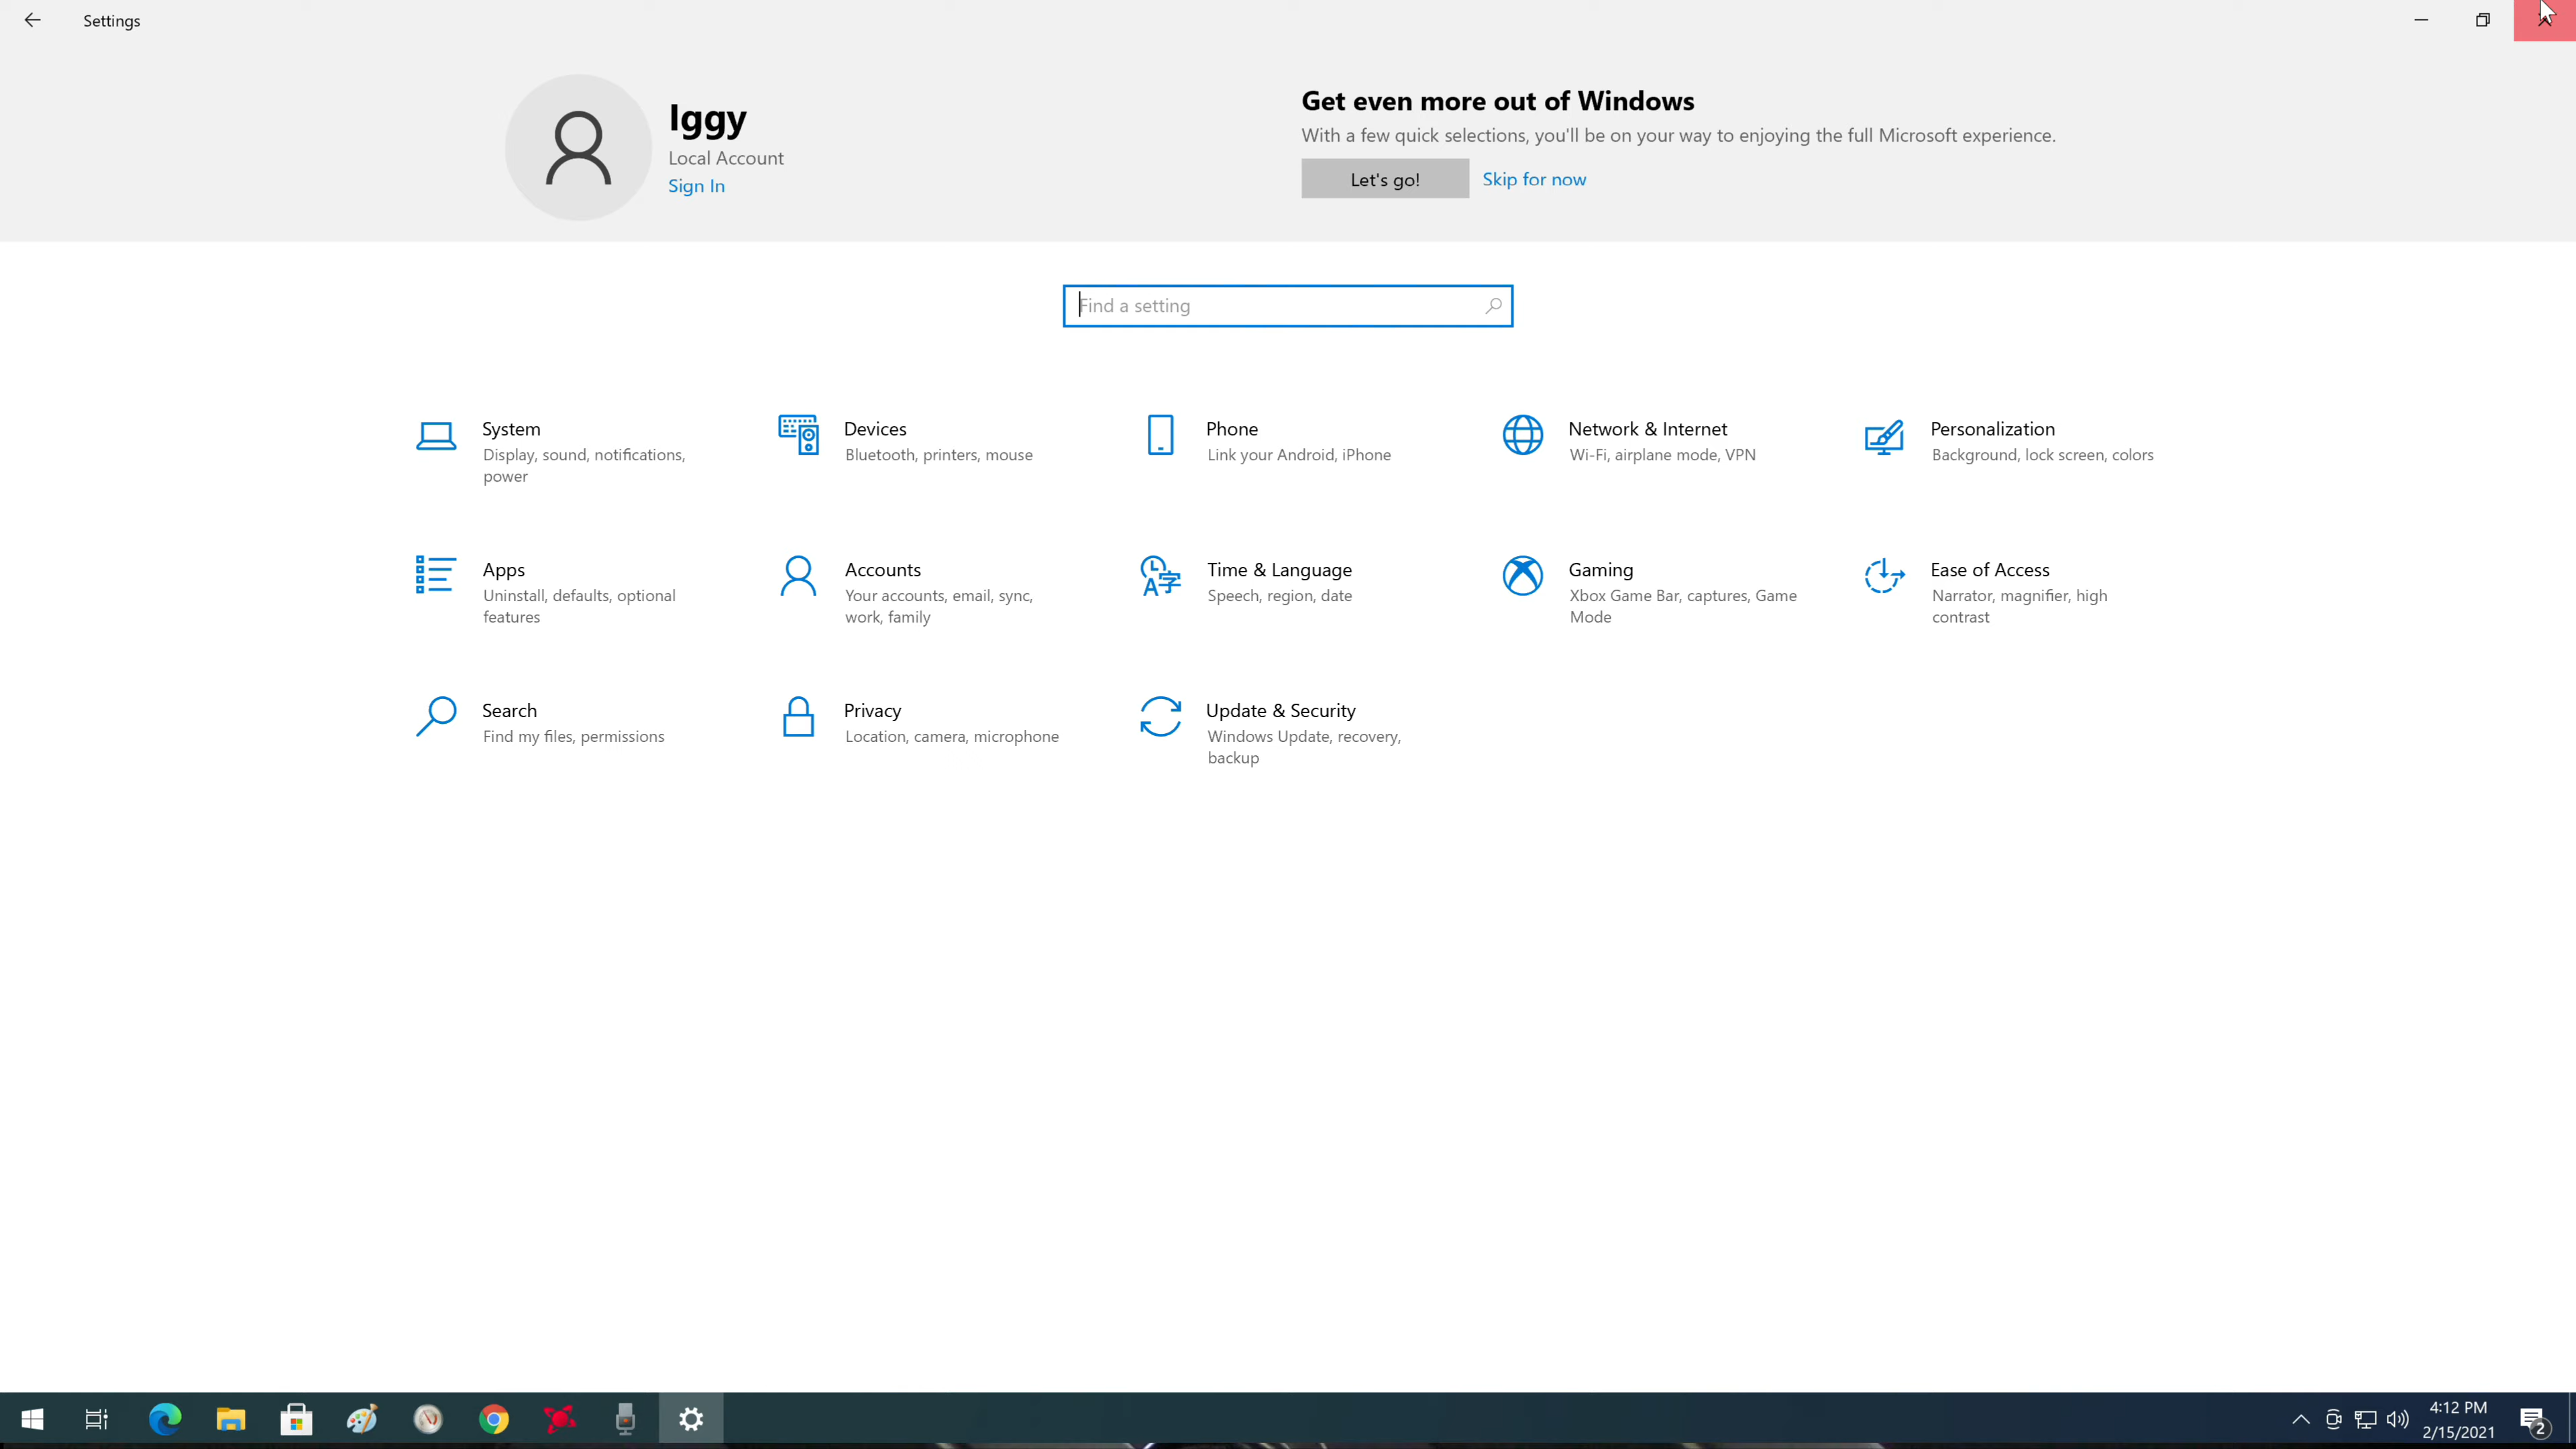 Settings
Iggy
Local Account
Sign In
Get even more out of Windows
With a few quick selections, you'll be on your way to enjoying the full Microsoft experience.
Let's go!
Skip for now
Find a setting
System
Display, sound, notifications,
power
Devices
Bluetooth, printers, mouse
Phone
Link your Android, iPhone
Network & Internet
Wi-Fi, airplane mode, VPN
Personalization
Background, lock screen, colors
Apps
Uninstall, defaults, optional
features
Accounts
Your accounts, email, sync,
work, family
Time & Language
Speech, region, date
Gaming
Xbox Game Bar, captures, Game
Mode
Ease of Access
Narrator, magnifier, high
contrast
Search
Find my files, permissions
Privacy
Location, camera, microphone
Update & Security
Windows Update, recovery,
backup
4:12 PM
2/15/2021
2